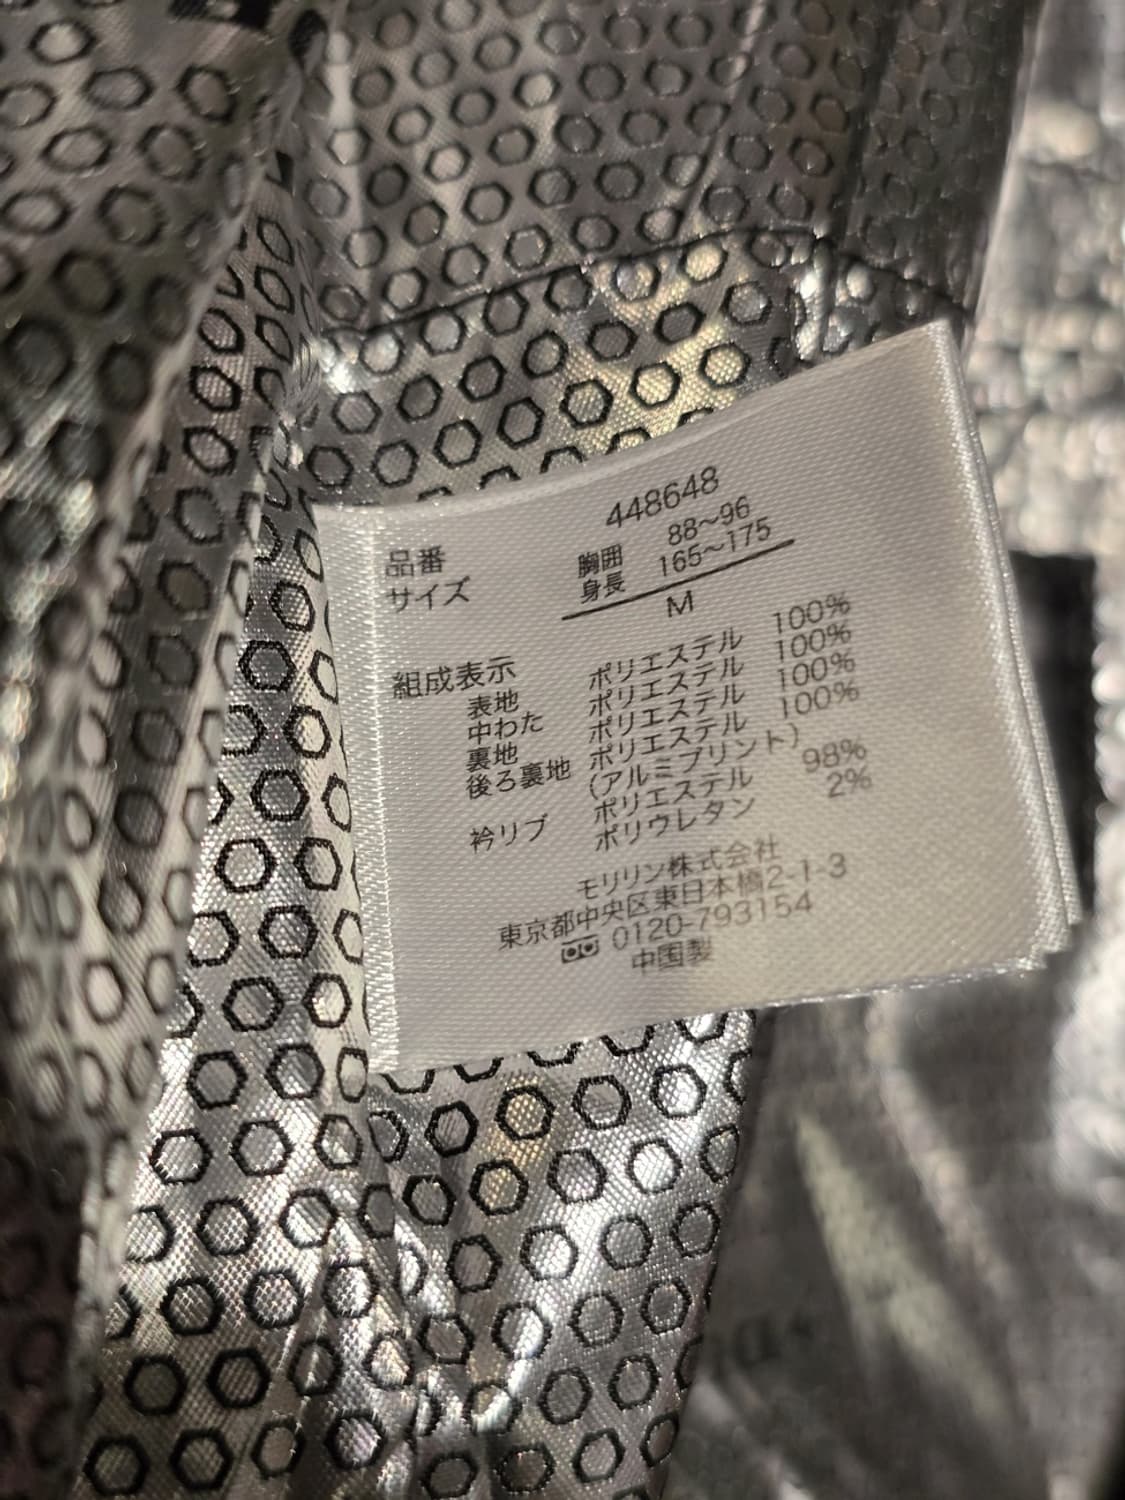 品番 448648
サイズ 胸囲 88~96
身長 165~175
M
組成表示
表地 ポリエステル 100%
中わた ポリエステル 100%
裏地 ポリエステル 100%
後ろ裏地 ポリエステル 100%
(アルミプリント)
衿リブ ポリエステル 98%
ポリウレタン 2%
モリリン株式会社
東京都中央区東日本橋2-1-3
0120-793154
中国製